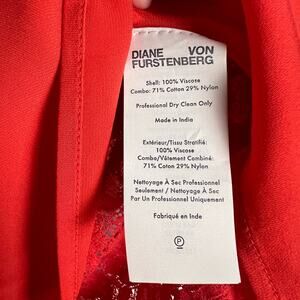 DIANE VON
FURSTENBERG
Shell: 100% Viscose
Combo: 71% Cotton 29% Nylon
Professional Dry Clean Only
Made in India
Extérieur/Tissu Stratifié:
100% Viscose
Combo/Vêtement Combiné:
71% Coton 29% Nylon
Nettoyage À Sec Professionnel
Seulement / Nettoyage À Sec
Par Un Professionnel Uniquement
Fabriqué en Inde
P